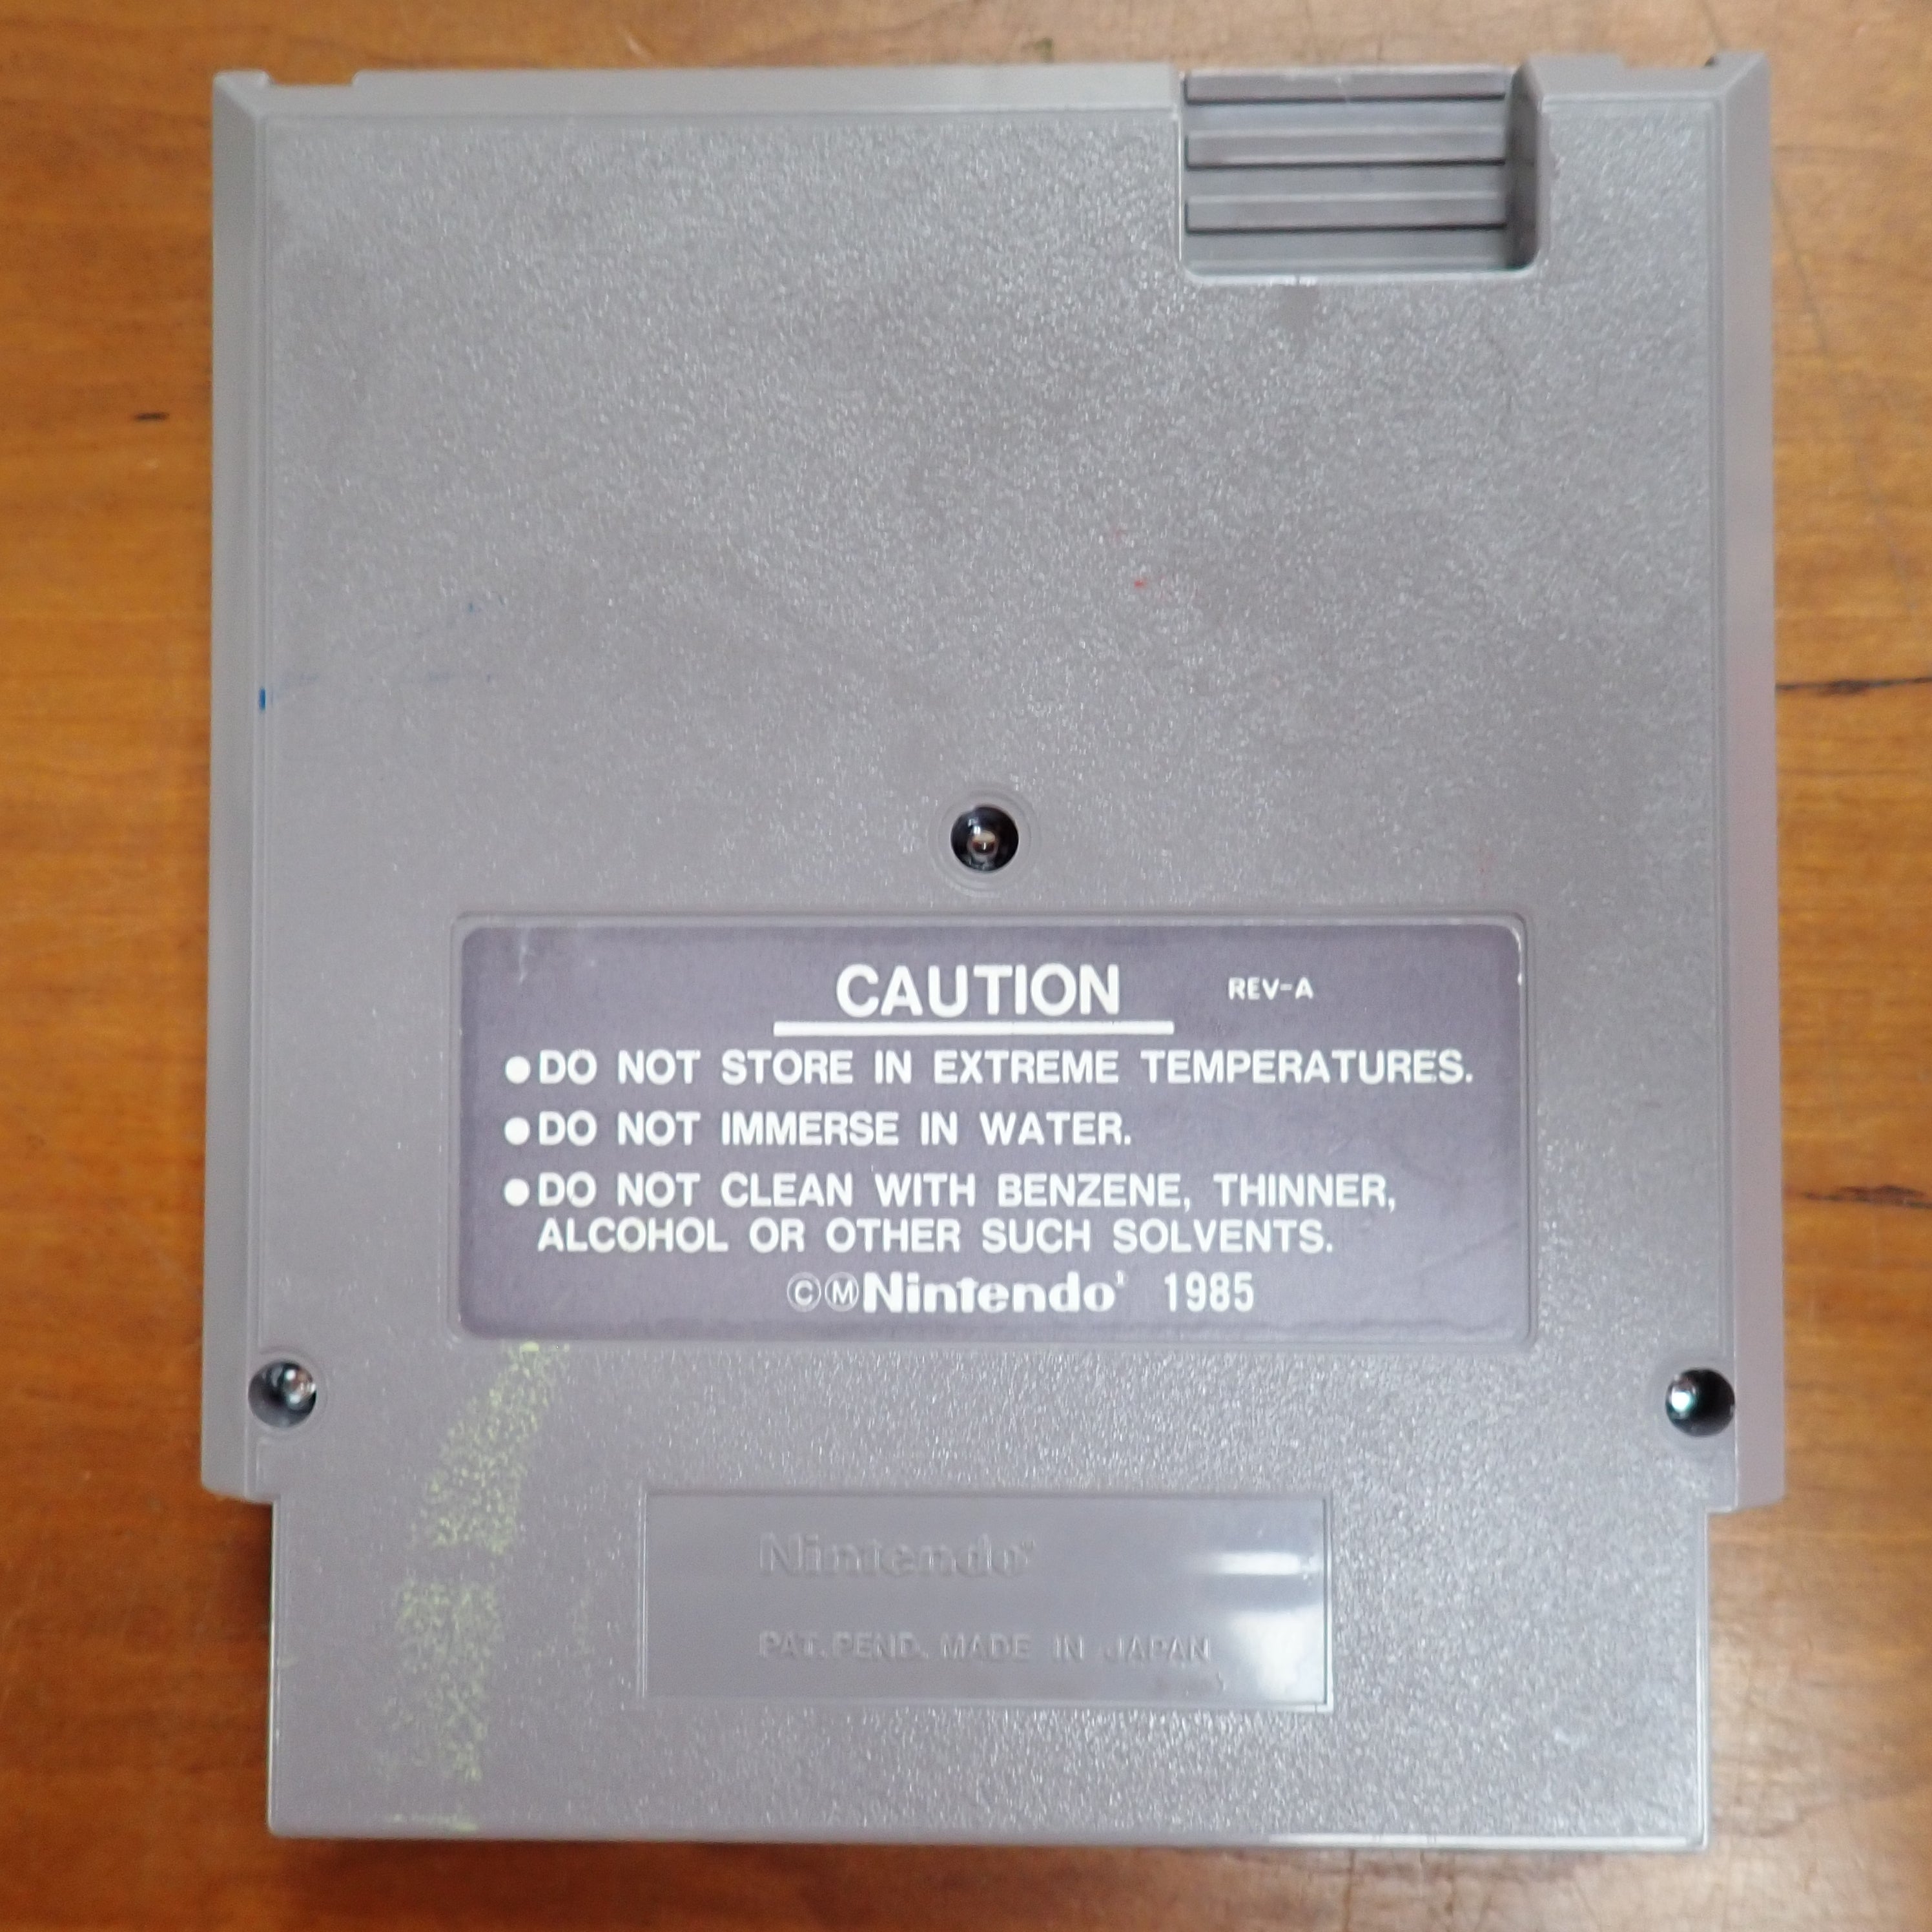 CAUTION REV-A
●DO NOT STORE IN EXTREME TEMPERATURES.
●DO NOT IMMERSE IN WATER.
●DO NOT CLEAN WITH BENZENE, THINNER,
ALCOHOL OR OTHER SUCH SOLVENTS.
ⒸⓂNintendo® 1985
Nintendo®
PAT. PEND. MADE IN JAPAN